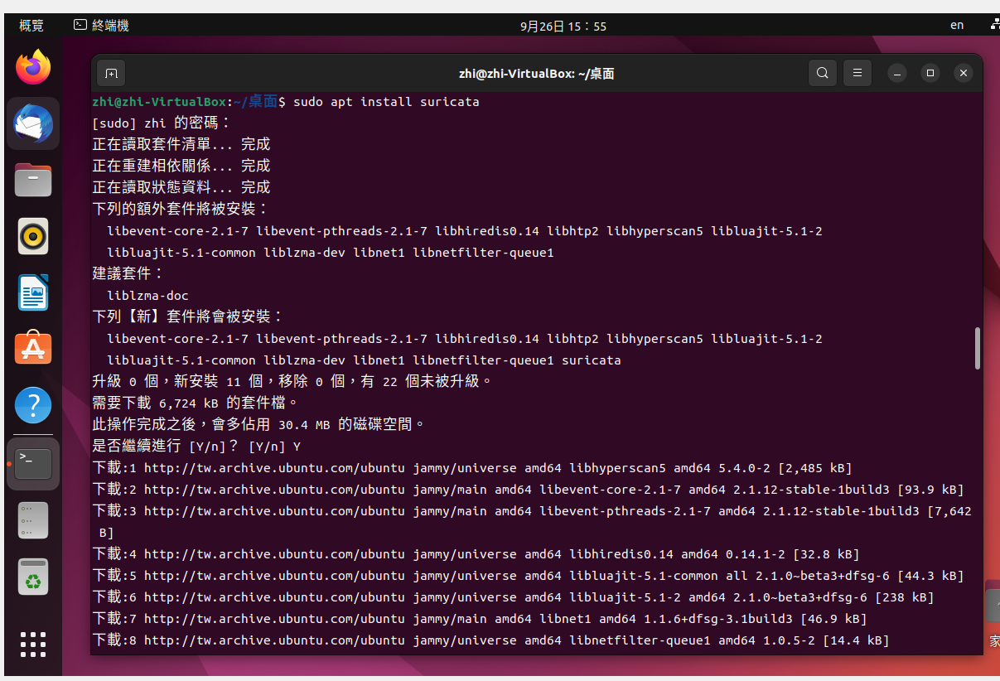 概覽 終端機 9月26日 15：55 en
zhi@zhi-VirtualBox: ~/桌面
zhi@zhi-VirtualBox:~/桌面$ sudo apt install suricata
[sudo] zhi 的密碼：
正在讀取套件清單... 完成
正在重建相依關係... 完成
正在讀取狀態資料... 完成
下列的額外套件將被安裝：
libevent-core-2.1-7 libevent-pthreads-2.1-7 libhiredis0.14 libhtp2 libhyperscan5 libluajit-5.1-2
libluajit-5.1-common liblzma-dev libnet1 libnetfilter-queue1
建議套件：
liblzma-doc
下列【新】套件將會被安裝：
libevent-core-2.1-7 libevent-pthreads-2.1-7 libhiredis0.14 libhtp2 libhyperscan5 libluajit-5.1-2
libluajit-5.1-common liblzma-dev libnet1 libnetfilter-queue1 suricata
升級 0 個，新安裝 11 個，移除 0 個，有 22 個未被升級。
需要下載 6,724 kB 的套件檔。
此操作完成之後，會多佔用 30.4 MB 的磁碟空間。
是否繼續進行 [Y/n]？ [Y/n] Y
下載:1 http://tw.archive.ubuntu.com/ubuntu jammy/universe amd64 libhyperscan5 amd64 5.4.0-2 [2,485 kB]
下載:2 http://tw.archive.ubuntu.com/ubuntu jammy/main amd64 libevent-core-2.1-7 amd64 2.1.12-stable-1build3 [93.9 kB]
下載:3 http://tw.archive.ubuntu.com/ubuntu jammy/main amd64 libevent-pthreads-2.1-7 amd64 2.1.12-stable-1build3 [7,642
B]
下載:4 http://tw.archive.ubuntu.com/ubuntu jammy/universe amd64 libhiredis0.14 amd64 0.14.1-2 [32.8 kB]
下載:5 http://tw.archive.ubuntu.com/ubuntu jammy/universe amd64 libluajit-5.1-common all 2.1.0~beta3+dfsg-6 [44.3 kB]
下載:6 http://tw.archive.ubuntu.com/ubuntu jammy/universe amd64 libluajit-5.1-2 amd64 2.1.0~beta3+dfsg-6 [238 kB]
下載:7 http://tw.archive.ubuntu.com/ubuntu jammy/main amd64 libnet1 amd64 1.1.6+dfsg-3.1build3 [46.9 kB]
下載:8 http://tw.archive.ubuntu.com/ubuntu jammy/universe amd64 libnetfilter-queue1 amd64 1.0.5-2 [14.4 kB]